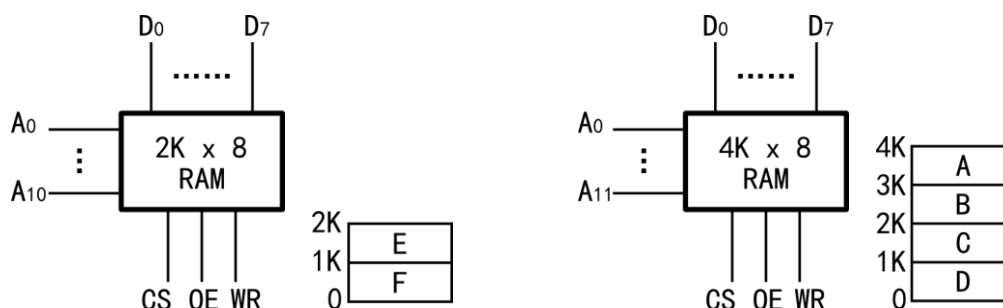 D0 D7
A0
2K x 8
RAM
A10
CS OE WR
2K
E
1K
F
0
D0 D7
A0
4K x 8
RAM
A11
CS OE WR
4K
A
3K
B
2K
C
1K
D
0